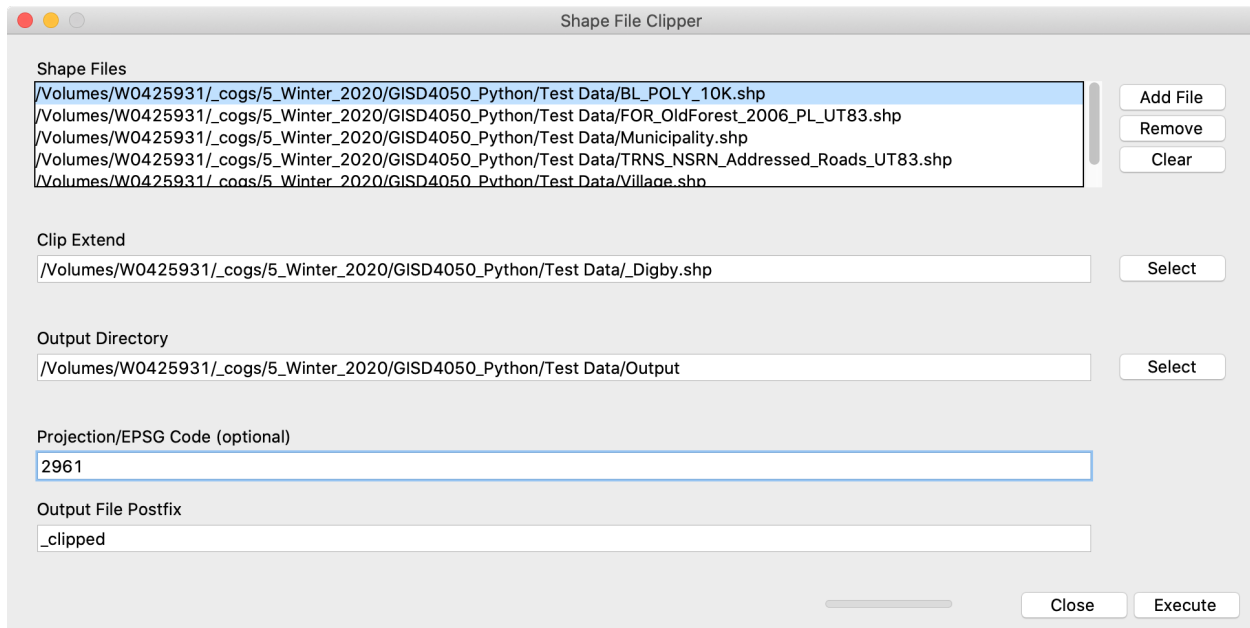 Shape File Clipper
Shape Files
/Volumes/W0425931/_cogs/5_Winter_2020/GISD4050_Python/Test Data/BL_POLY_10K.shp
/Volumes/W0425931/_cogs/5_Winter_2020/GISD4050_Python/Test Data/FOR_OldForest_2006_PL_UT83.shp
/Volumes/W0425931/_cogs/5_Winter_2020/GISD4050_Python/Test Data/Municipality.shp
/Volumes/W0425931/_cogs/5_Winter_2020/GISD4050_Python/Test Data/TRNS_NSRN_Addressed_Roads_UT83.shp
/Volumes/W0425931/_cogs/5_Winter_2020/GISD4050_Python/Test Data/Village.shp
Add File
Remove
Clear
Clip Extend
/Volumes/W0425931/_cogs/5_Winter_2020/GISD4050_Python/Test Data/_Digby.shp
Select
Output Directory
/Volumes/W0425931/_cogs/5_Winter_2020/GISD4050_Python/Test Data/Output
Select
Projection/EPSG Code (optional)
2961
Output File Postfix
_clipped
Close
Execute